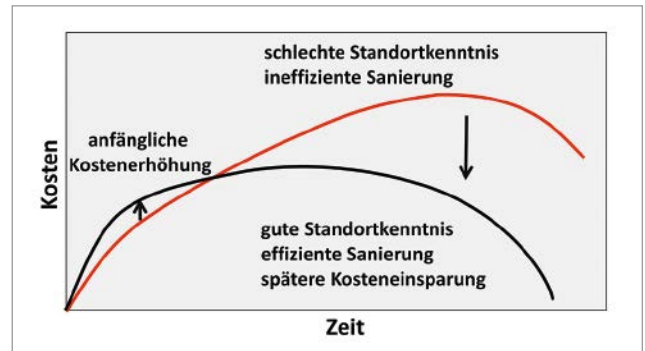 schlechte Standortkenntnis
ineffiziente Sanierung
anfängliche
Kostenerhöhung
Kosten
gute Standortkenntnis
effiziente Sanierung
spätere Kosteneinsparung
Zeit